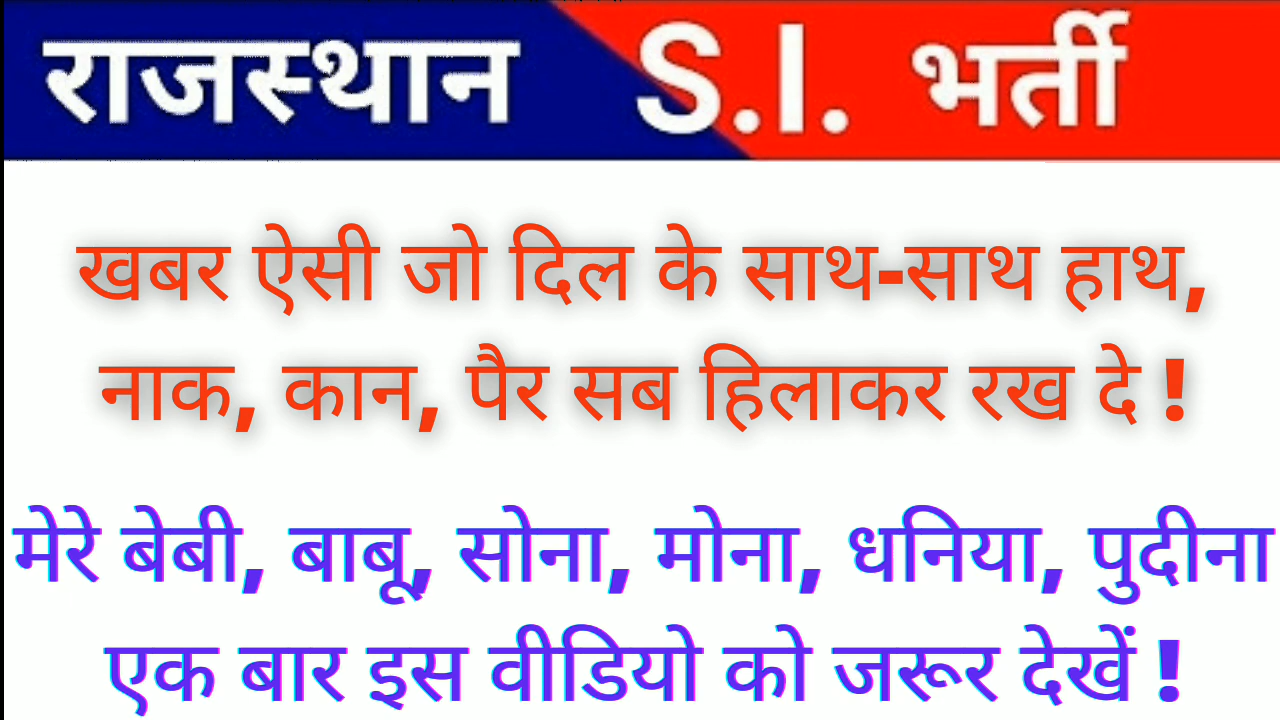 राजस्थान S.I. भर्ती
खबर ऐसी जो दिल के साथ-साथ हाथ,
नाक, कान, पैर सब हिलाकर रख दे !
मेरे बेबी, बाबू, सोना, मोना, धनिया, पुदीना
एक बार इस वीडियो को जरूर देखें !